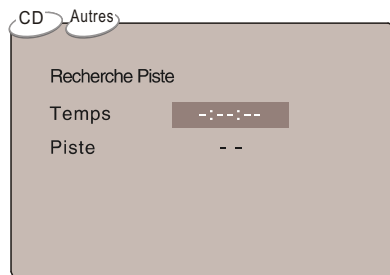 CD Autres
Recherche Piste
Temps -:--:--
Piste - -